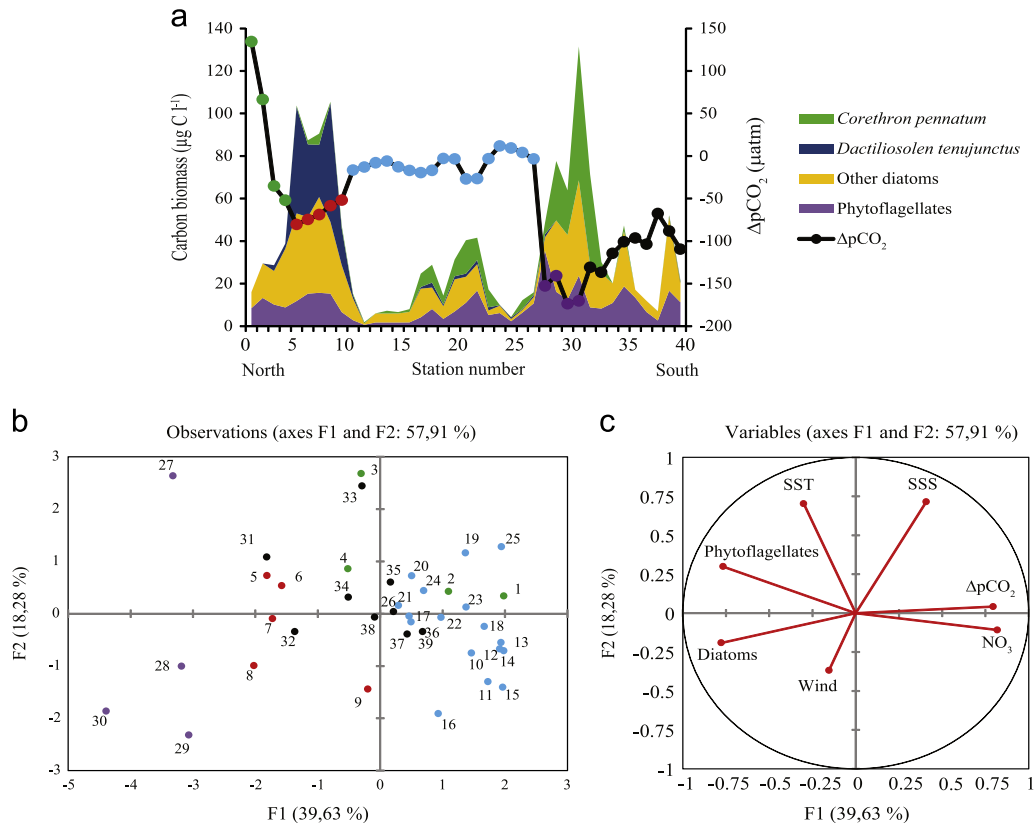 a
140
120
100
80
60
40
20
0
Carbon biomass (µg C l⁻¹)
150
100
50
0
-50
-100
-150
-200
ΔpCO₂ (µatm)
0 5 10 15 20 25 30 35 40
North Station number South
Corethron pennatum
Dactiliosolen tenujunctus
Other diatoms
Phytoflagellates
ΔpCO₂
b
Observations (axes F1 and F2: 57,91 %)
3
2
1
0
-1
-2
-3
F2 (18,28 %)
27 3
33
31
19 25
4
5 6
20
35
24 2 1
34
26 21
23
7
17
22 18
38
32
37 36
39
13
12
14
10
28
8
11
15
9
16
30
29
-5 -4 -3 -2 -1 0 1 2 3
F1 (39,63 %)
c
Variables (axes F1 and F2: 57,91 %)
1
0.75
0.5
0.25
0
-0.25
-0.5
-0.75
-1
F2 (18,28 %)
SST SSS
Phytoflagellates
ΔpCO₂
NO₃
Diatoms
Wind
-1 -0.75 -0.5 -0.25 0 0.25 0.5 0.75 1
F1 (39,63 %)